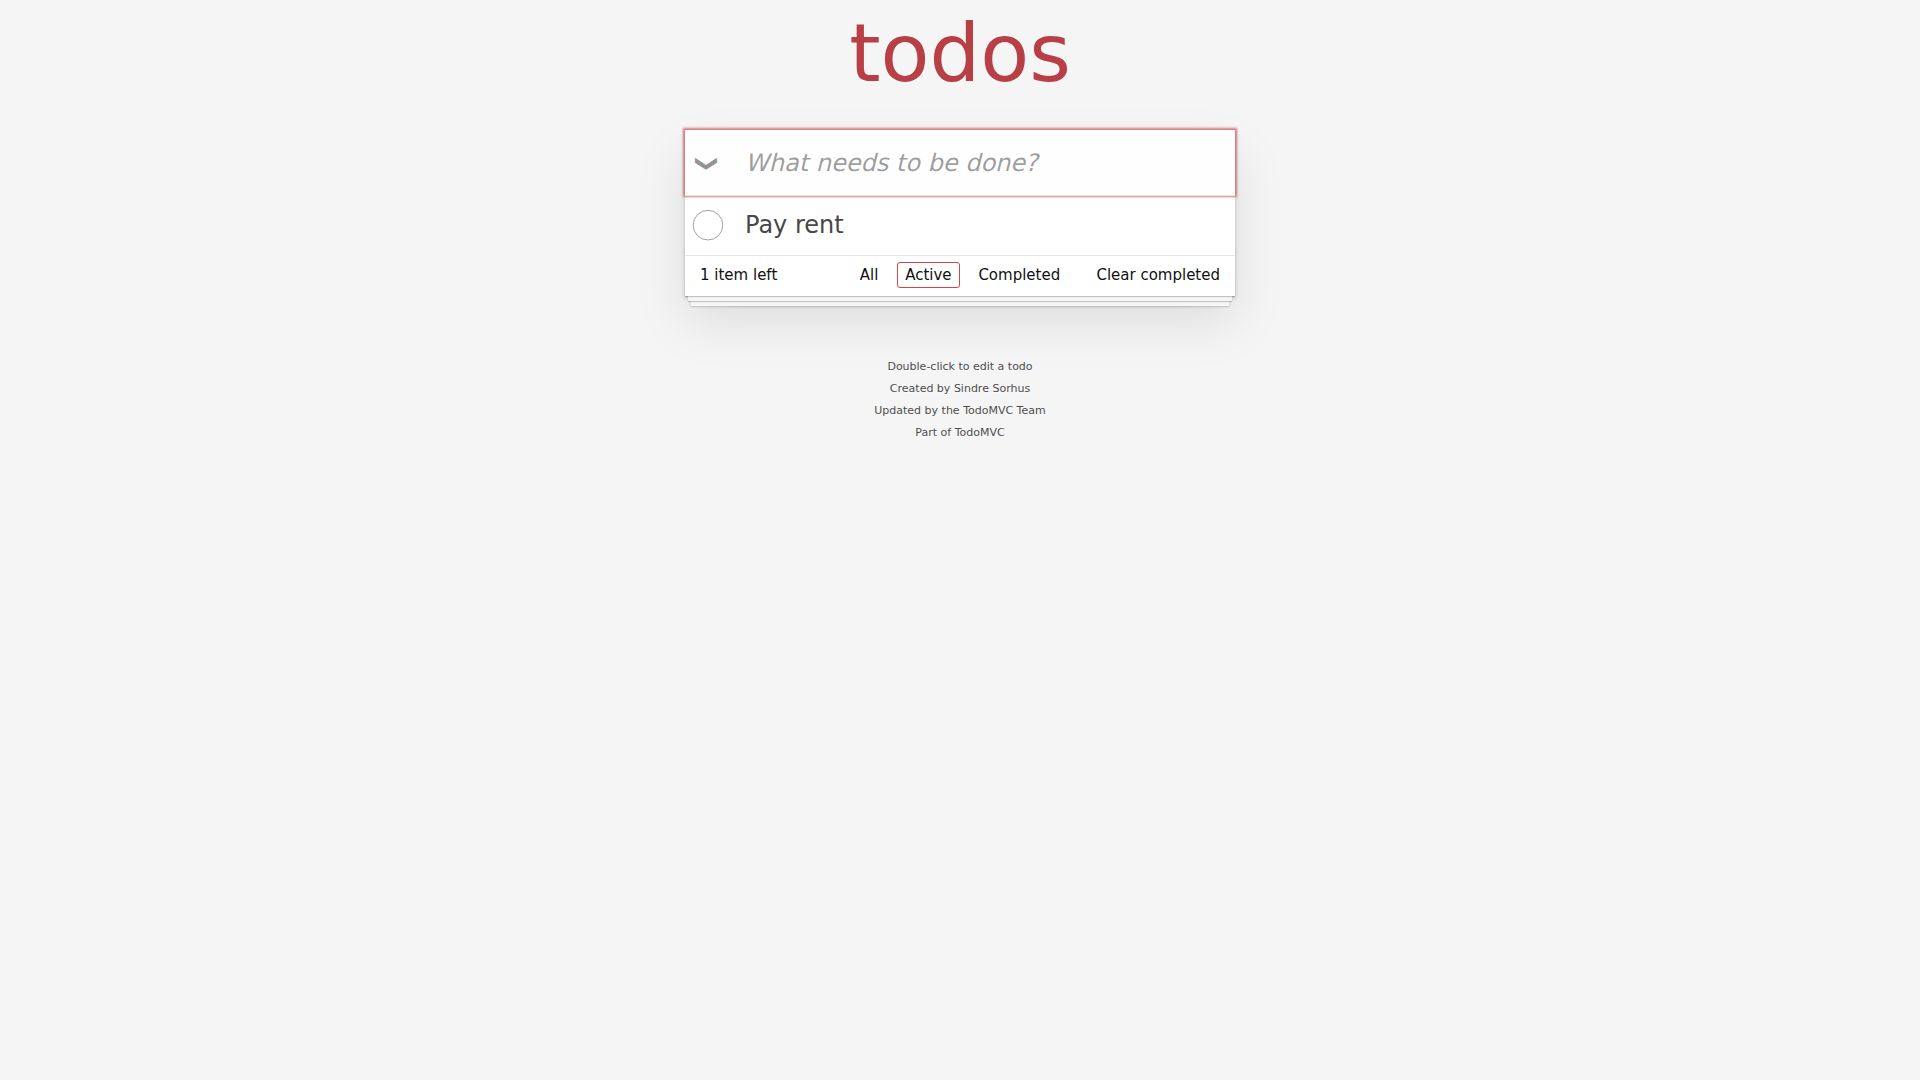 todos
What needs to be done?
Pay rent
1 item left All Active Completed Clear completed
Double-click to edit a todo
Created by Sindre Sorhus
Updated by the TodoMVC Team
Part of TodoMVC